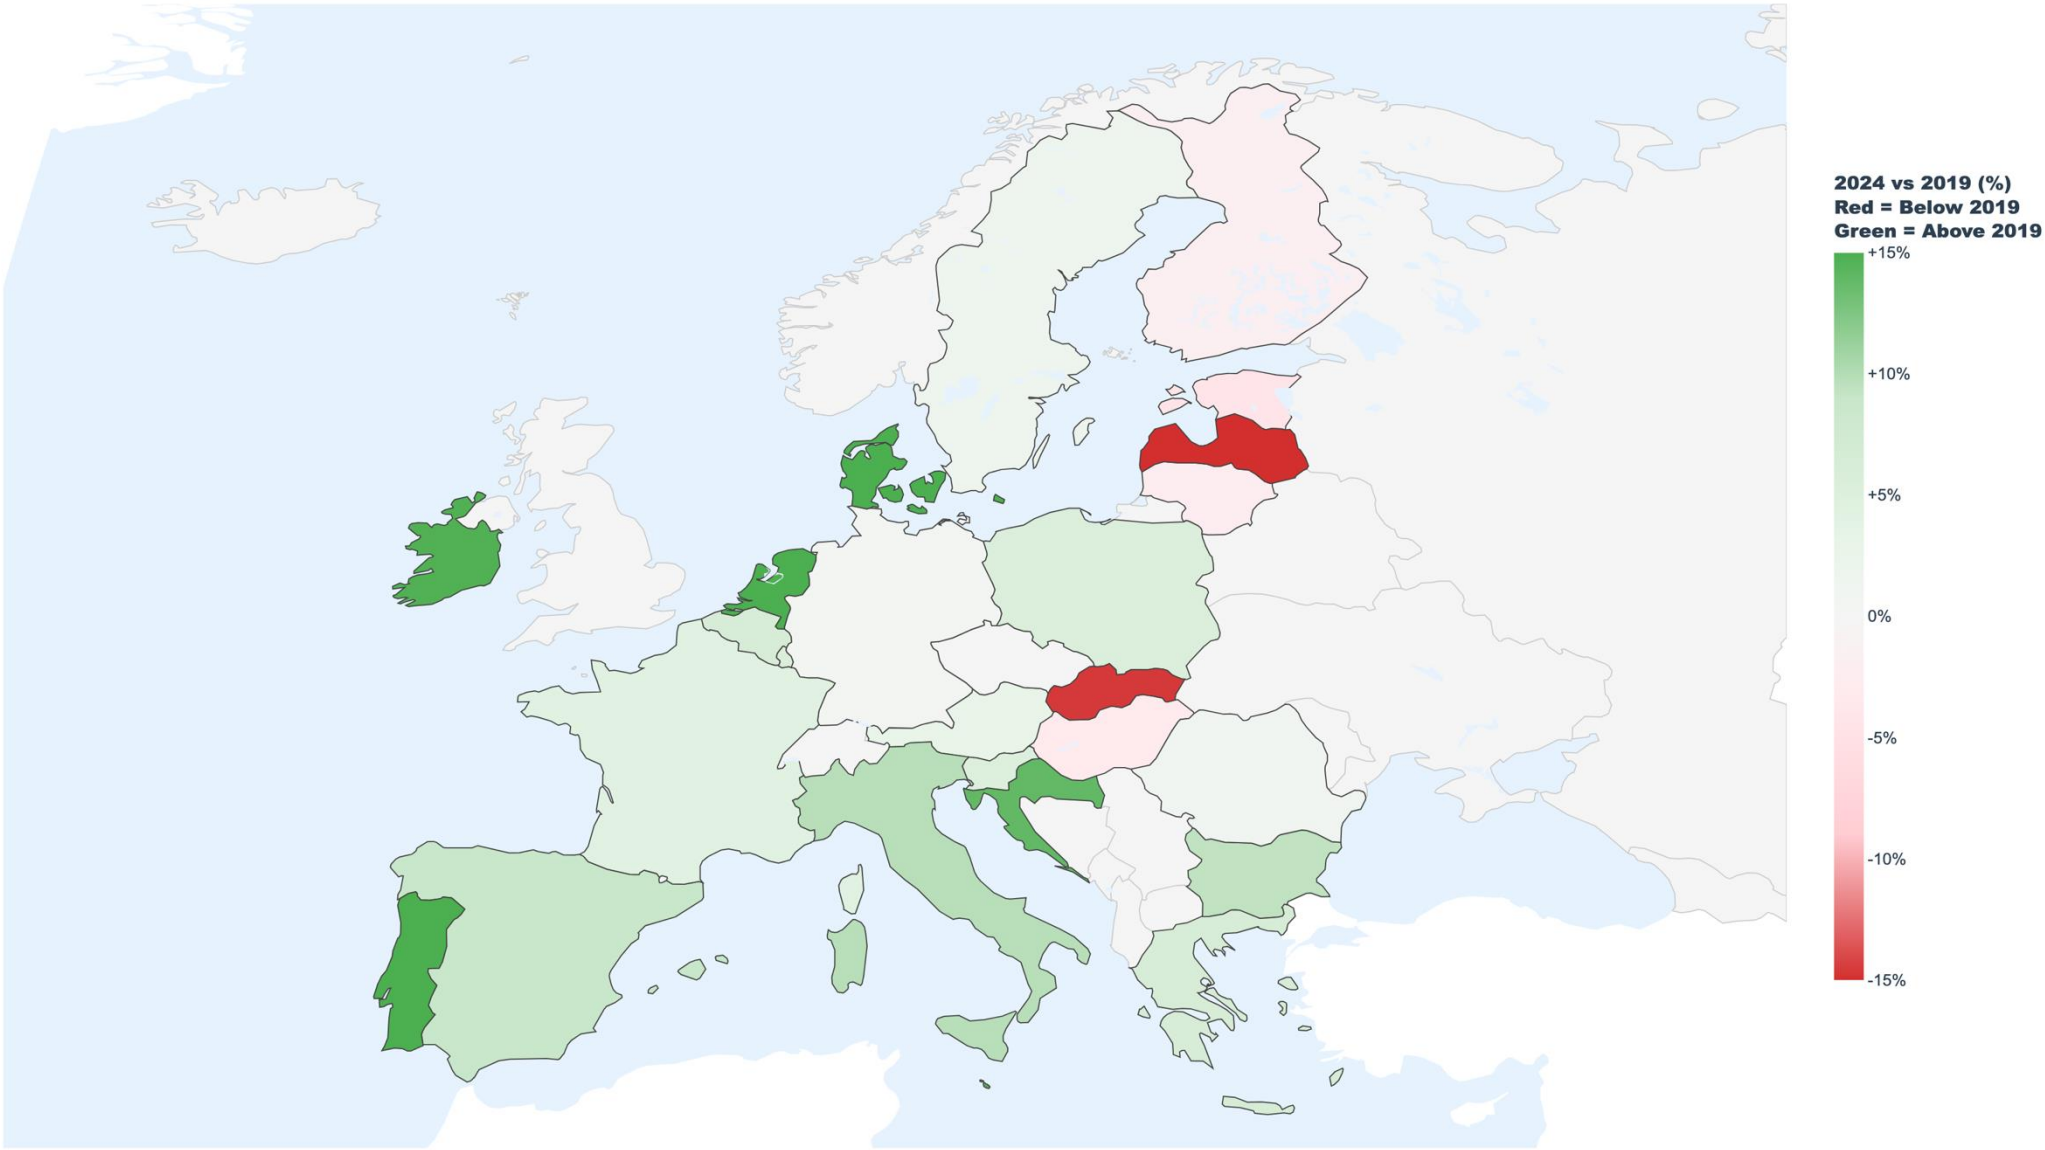 2024 vs 2019 (%)
Red = Below 2019
Green = Above 2019
+15%
+10%
+5%
0%
-5%
-10%
-15%